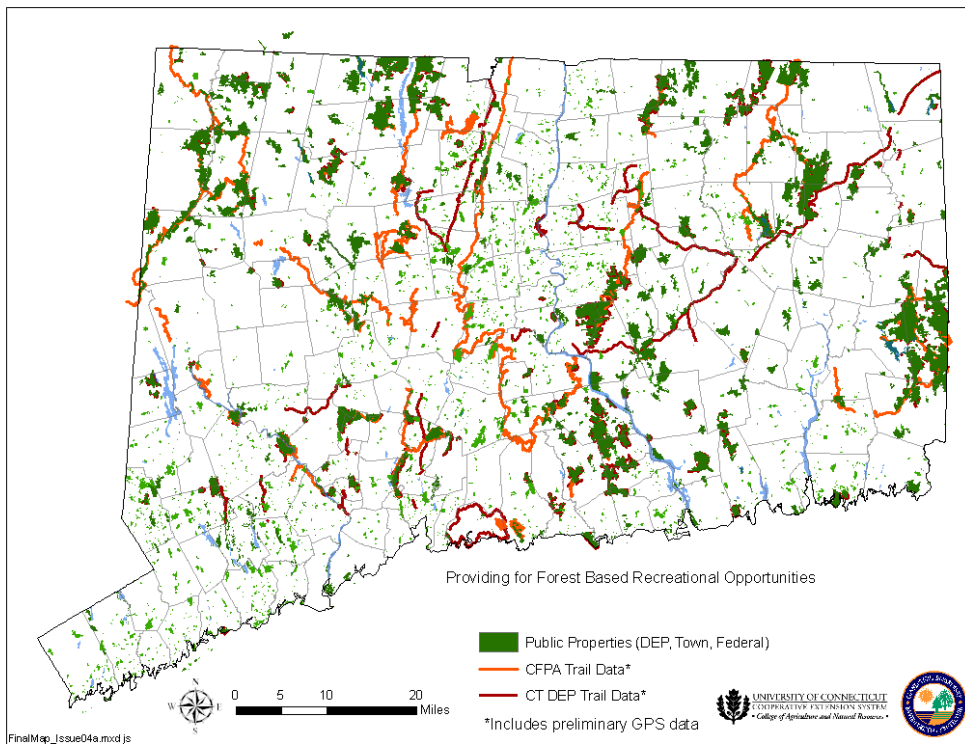 Providing for Forest Based Recreational Opportunities
Public Properties (DEP, Town, Federal)
CFPA Trail Data*
CT DEP Trail Data*
*Includes preliminary GPS data
N
W E
S
0 5 10 20
Miles
UNIVERSITY OF CONNECTICUT
COOPERATIVE EXTENSION SYSTEM
College of Agriculture and Natural Resources
FinalMap_Issue04a.mxd js